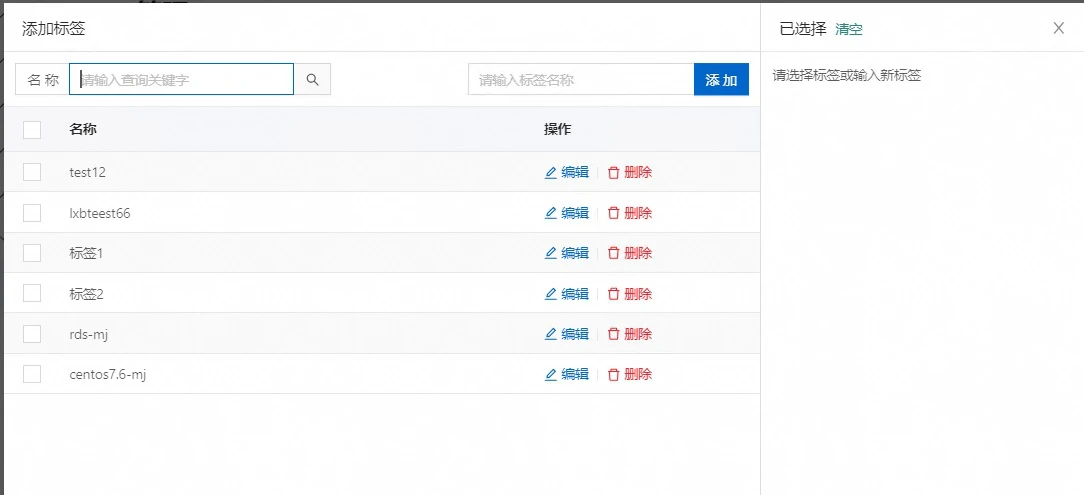 添加标签
已选择 清空
名 称 请输入查询关键字
请输入标签名称 添 加
请选择标签或输入新标签
名称 操作
test12 编辑 删除
lxbteest66 编辑 删除
标签1 编辑 删除
标签2 编辑 删除
rds-mj 编辑 删除
centos7.6-mj 编辑 删除